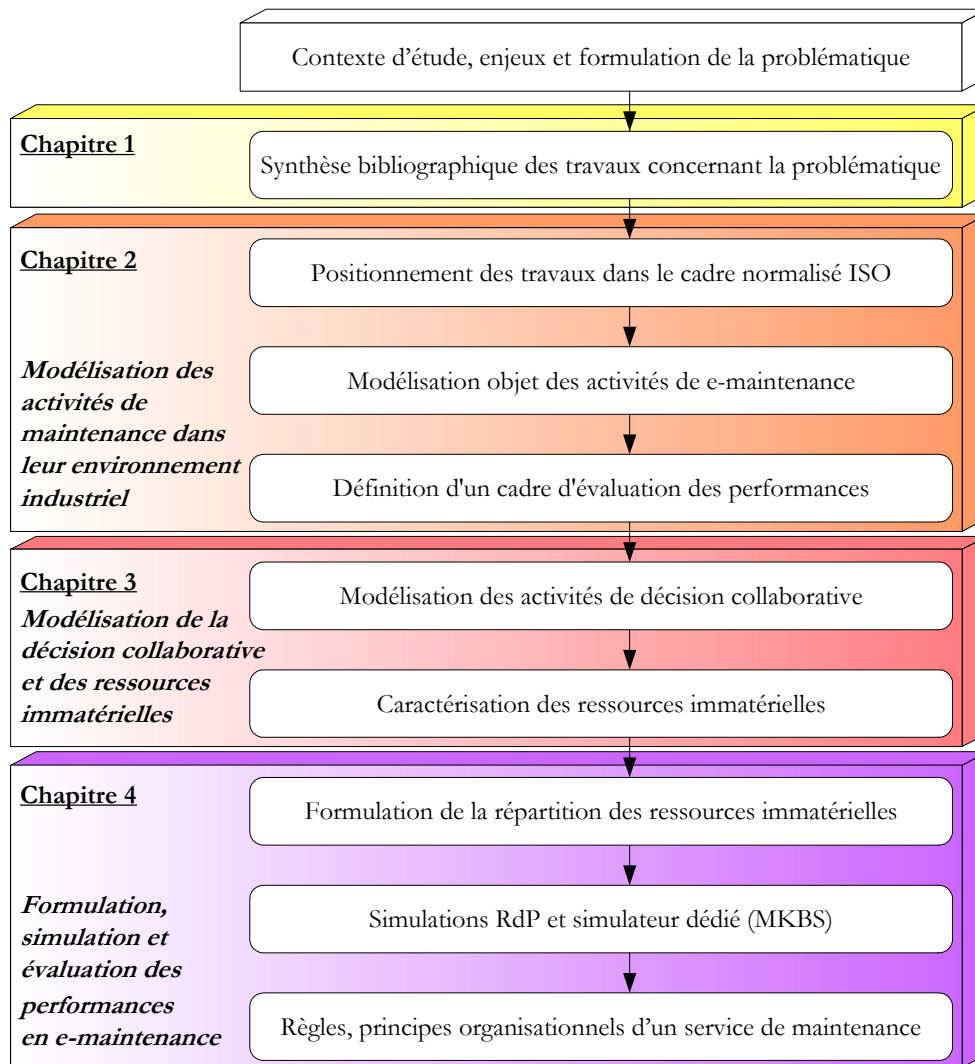 Contexte d'étude, enjeux et formulation de la problématique
Chapitre 1
Synthèse bibliographique des travaux concernant la problématique
Chapitre 2
Positionnement des travaux dans le cadre normalisé ISO
Modélisation des
activités de
maintenance dans
leur environnement
industriel
Modélisation objet des activités de e-maintenance
Définition d'un cadre d'évaluation des performances
Chapitre 3
Modélisation de la
décision collaborative
et des ressources
immatérielles
Modélisation des activités de décision collaborative
Caractérisation des ressources immatérielles
Chapitre 4
Formulation de la répartition des ressources immatérielles
Formulation,
simulation et
évaluation des
performances
en e-maintenance
Simulations RdP et simulateur dédié (MKBS)
Règles, principes organisationnels d'un service de maintenance